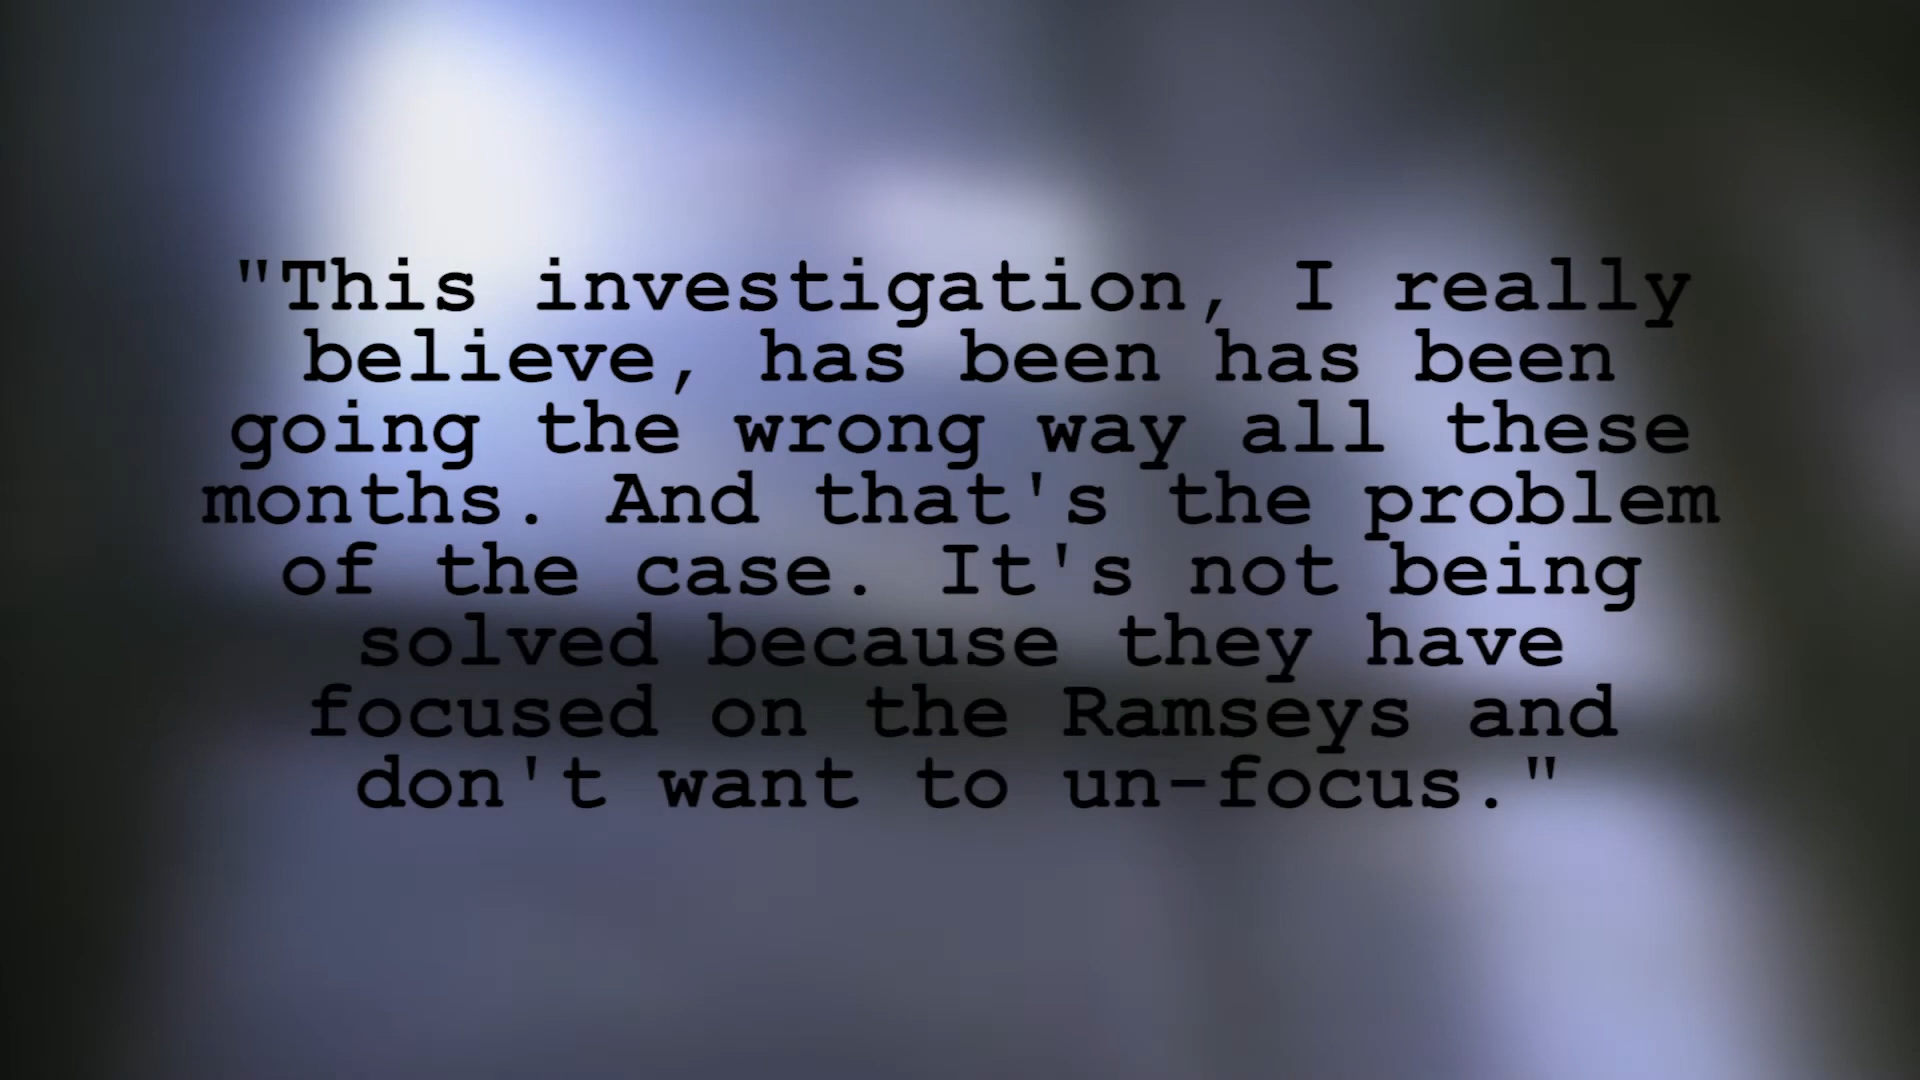 "This investigation, I really
believe, has been has been
going the wrong way all these
months. And that's the problem
of the case. It's not being
solved because they have
focused on the Ramseys and
don't want to un-focus."